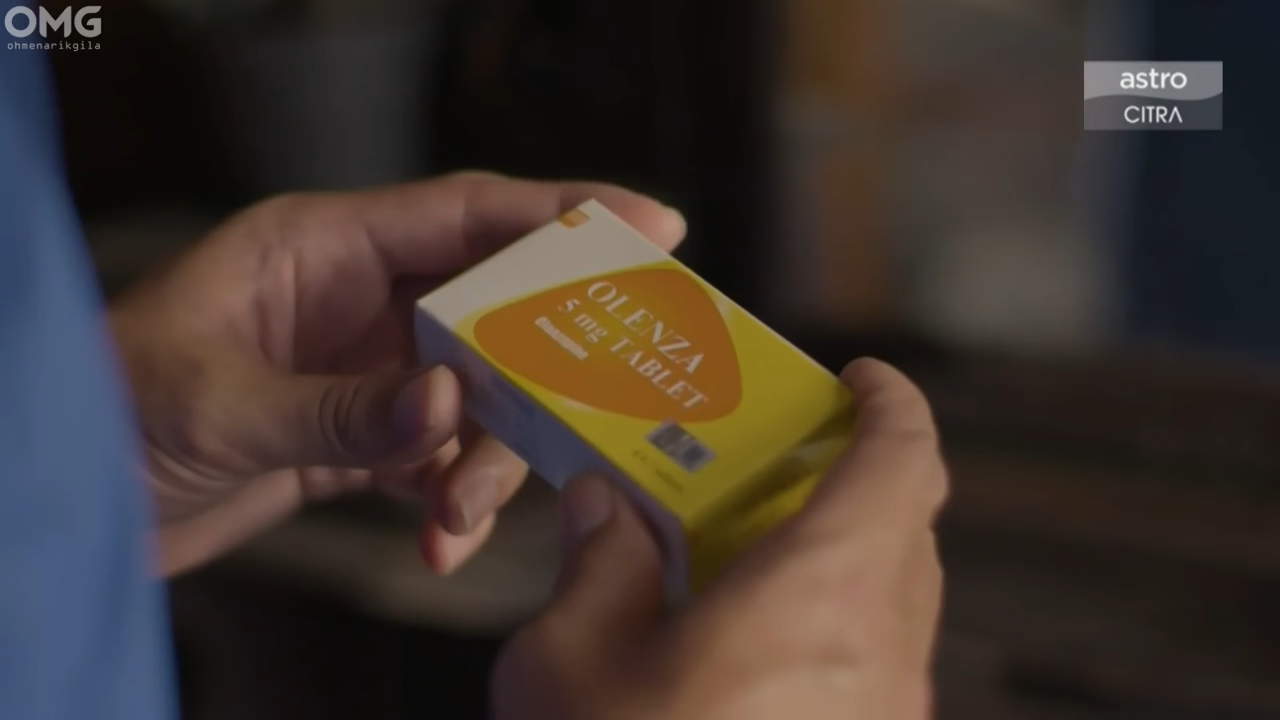 OMG
ohmenarikgila
astro
CITRA
OLENZA
5 mg TABLET